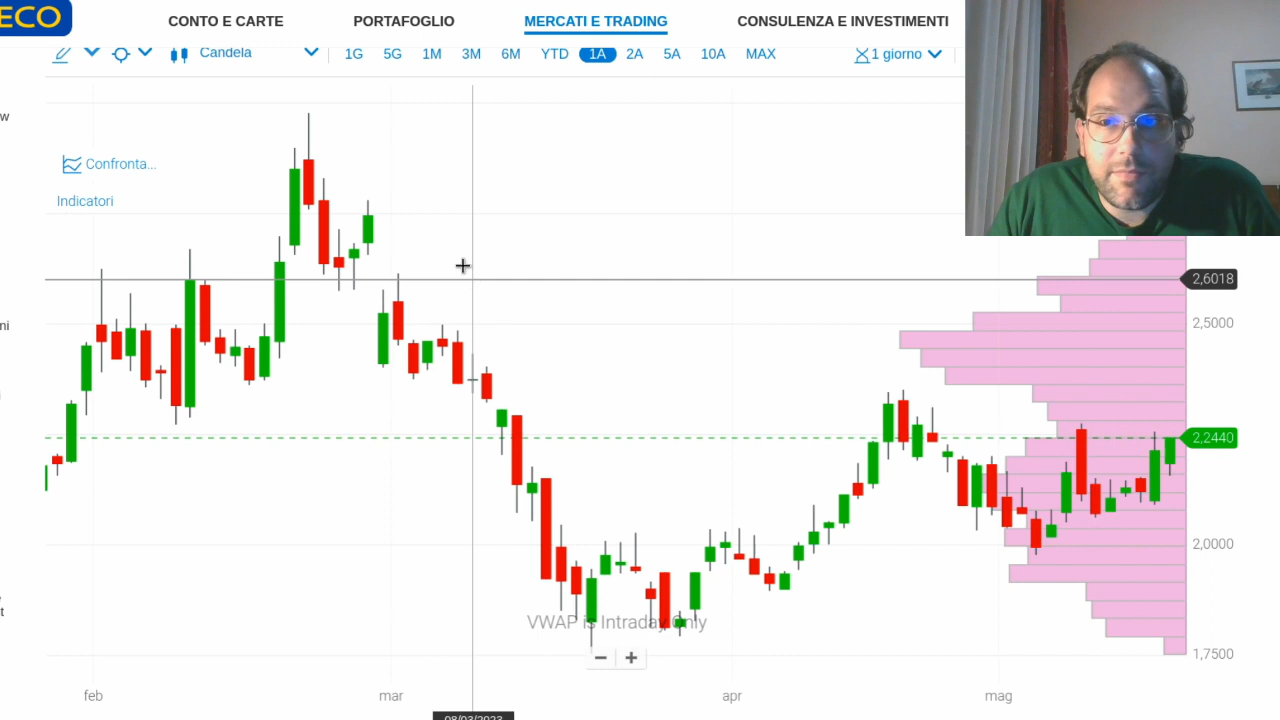 ECO
CONTO E CARTE PORTAFOGLIO MERCATI E TRADING CONSULENZA E INVESTIMENTI
Candela 1G 5G 1M 3M 6M YTD 1A 2A 5A 10A MAX 1 giorno
w
Confronta...
Indicatori
2,6018
ni
2,5000
2,2440
2,0000
t
VWAP is Intraday Only
− +
1,7500
feb mar apr mag
08/03/2023